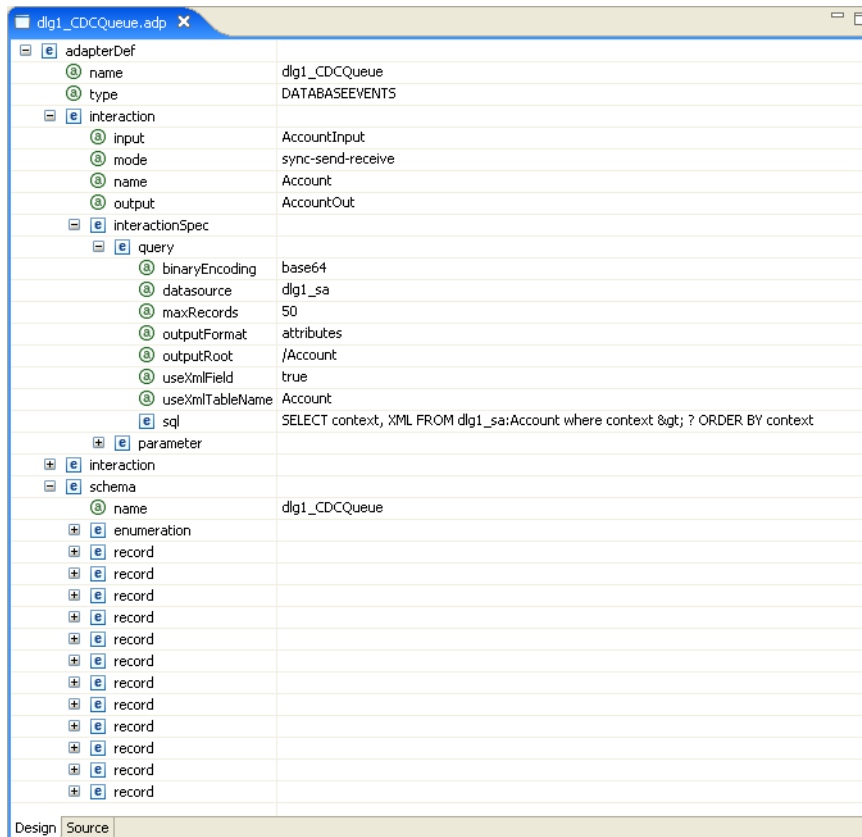 dlg1_CDCQueue.adp
e adapterDef
a name dlg1_CDCQueue
a type DATABASEEVENTS
e interaction
a input AccountInput
a mode sync-send-receive
a name Account
a output AccountOut
e interactionSpec
e query
a binaryEncoding base64
a datasource dlg1_sa
a maxRecords 50
a outputFormat attributes
a outputRoot /Account
a useXmlField true
a useXmlTableName Account
e sql SELECT context, XML FROM dlg1_sa:Account where context &gt; ? ORDER BY context
e parameter
e interaction
e schema
a name dlg1_CDCQueue
e enumeration
e record
e record
e record
e record
e record
e record
e record
e record
e record
e record
e record
e record
Design Source